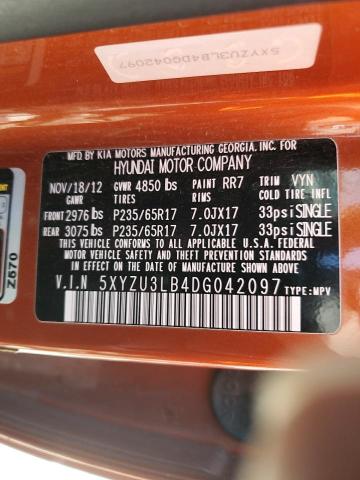 5XYZU3LB4DG042097
MFD BY KIA MOTORS MANUFACTURING GEORGIA, INC. FOR
HYUNDAI MOTOR COMPANY
NOV/18/12 GVWR 4850 lbs PAINT RR7 TRIM VYN
GAWR TIRES RIMS COLD TIRE INFL
FRONT 2976 lbs P235/65R17 7.0JX17 33psi SINGLE
REAR 3075 lbs P235/65R17 7.0JX17 33psi SINGLE
THIS VEHICLE CONFORMS TO ALL APPLICABLE FEDERAL MOTOR VEHICLE SAFETY AND THEFT PREVENTION STANDARDS IN EFFECT ON THE DATE OF MANUFACTURE SHOWN ABOVE
V.I.N 5XYZU3LB4DG042097 TYPE:MPV
Z670